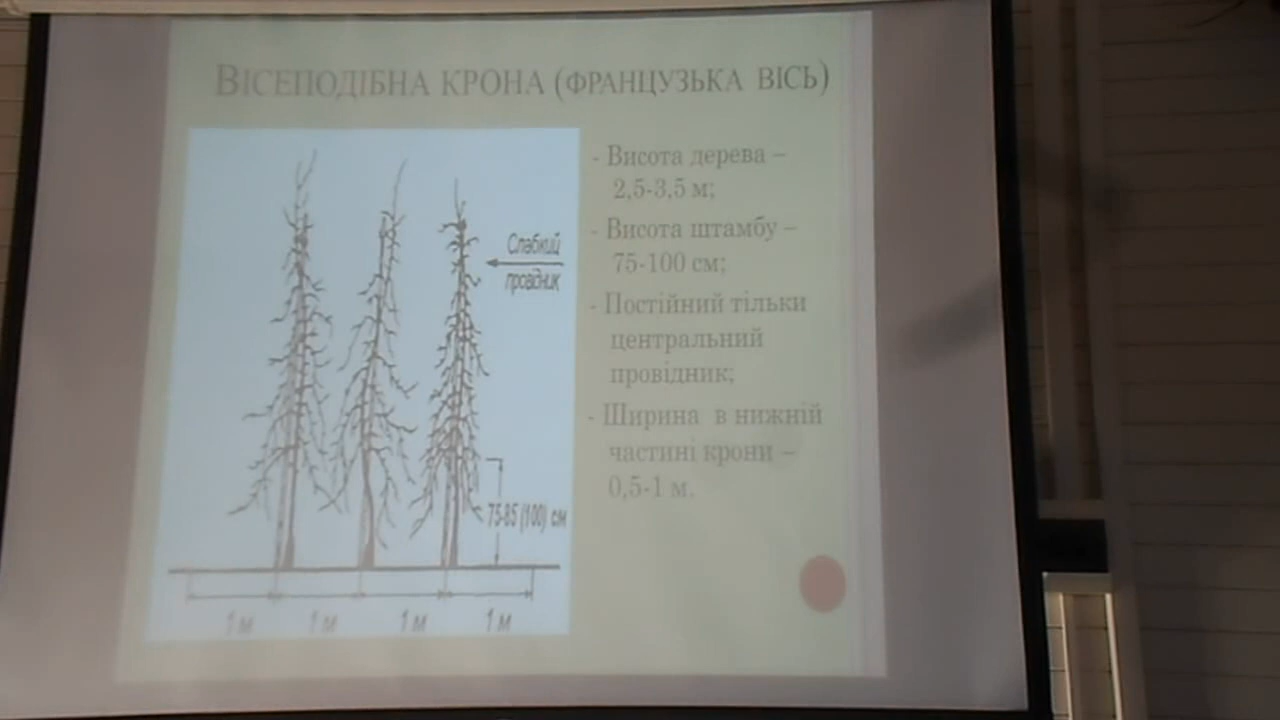 ВІСЕПОДІБНА КРОНА (ФРАНЦУЗЬКА ВІСЬ)
- Висота дерева –
2,5-3,5 м;
- Висота штамбу –
75-100 см;
- Постійний тільки
центральний
провідник;
- Ширина в нижній
частині крони –
0,5-1 м.
Слабкий
провідник
75-85 (100) см
1 м 1 м 1 м 1 м